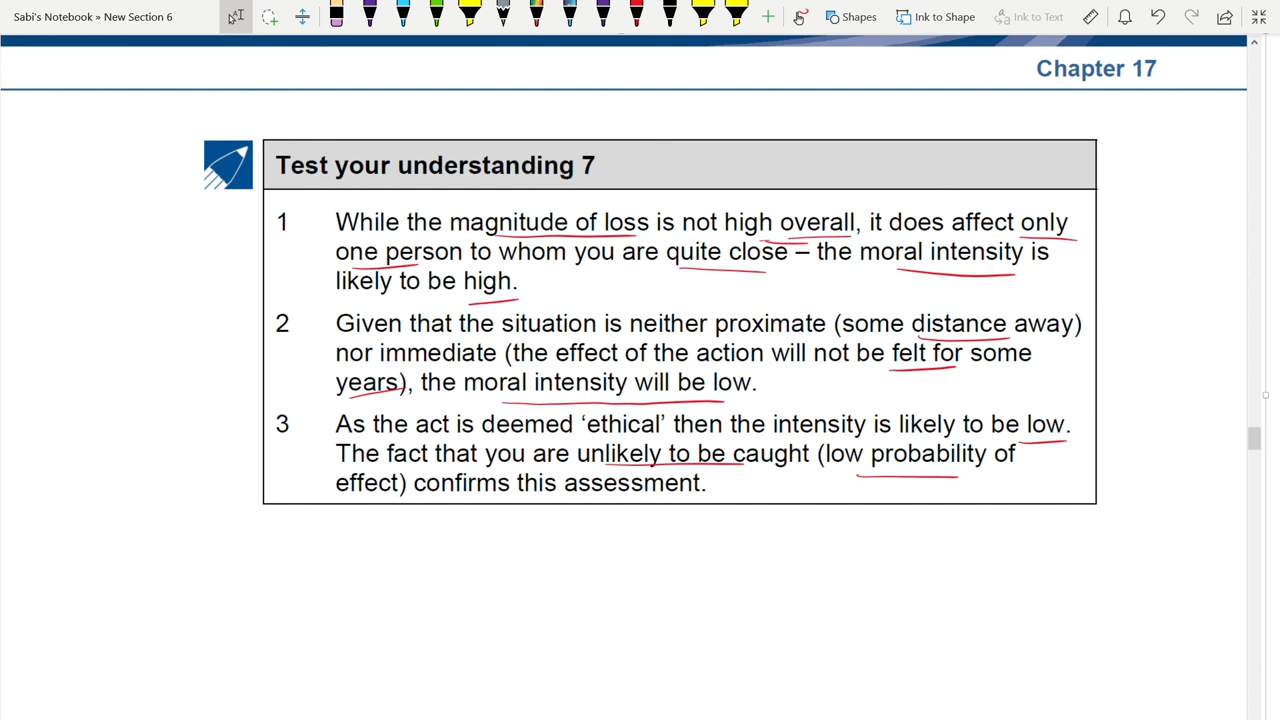 Sabi's Notebook » New Section 6
Shapes
Ink to Shape
Ink to Text
Chapter 17
Test your understanding 7
1 While the magnitude of loss is not high overall, it does affect only
one person to whom you are quite close – the moral intensity is
likely to be high.
2 Given that the situation is neither proximate (some distance away)
nor immediate (the effect of the action will not be felt for some
years), the moral intensity will be low.
3 As the act is deemed ‘ethical’ then the intensity is likely to be low.
The fact that you are unlikely to be caught (low probability of
effect) confirms this assessment.